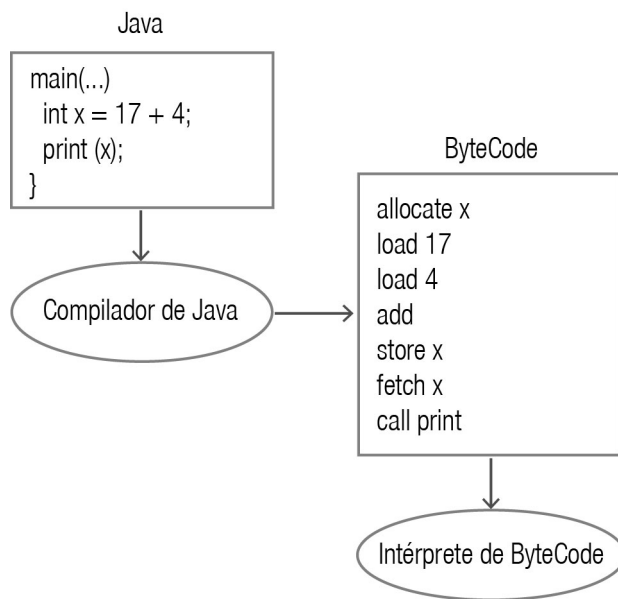 Java
main(...)
int x = 17 + 4;
print (x);
}
Compilador de Java
ByteCode
allocate x
load 17
load 4
add
store x
fetch x
call print
Intérprete de ByteCode